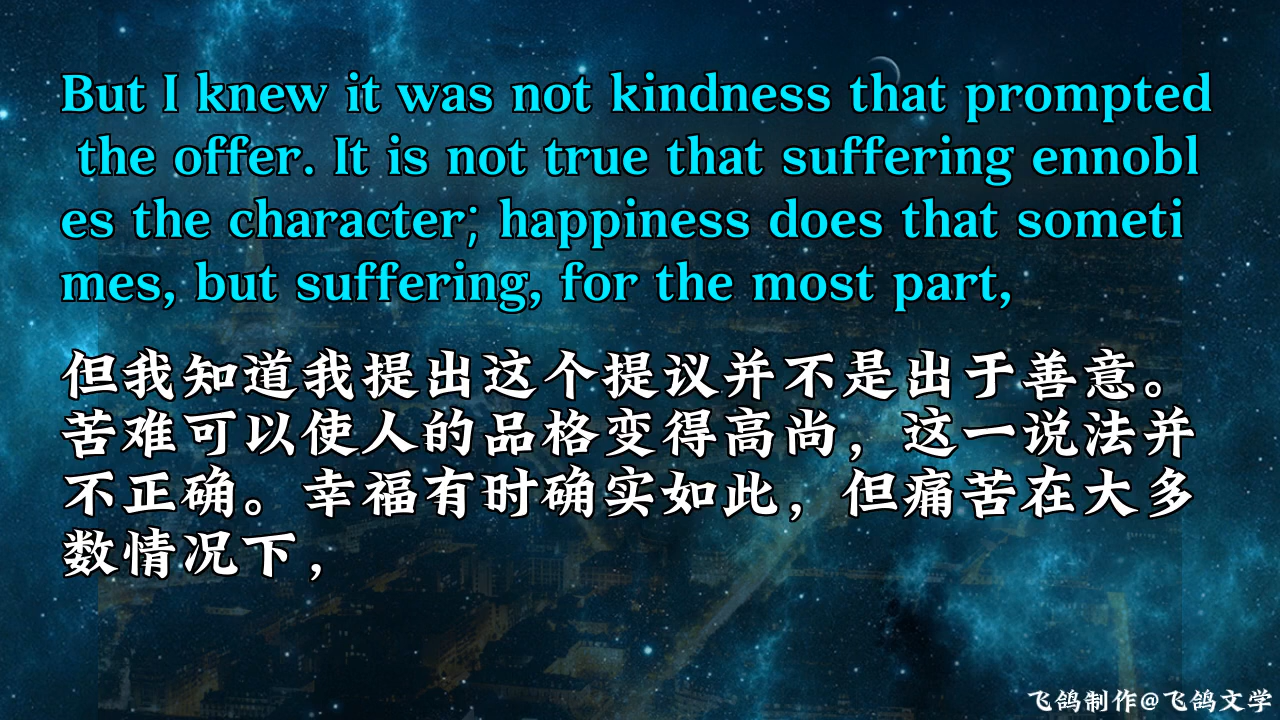 But I knew it was not kindness that prompted
the offer. It is not true that suffering ennobl
es the character; happiness does that someti
mes, but suffering, for the most part,
但我知道我提出这个提议并不是出于善意。
苦难可以使人的品格变得高尚，这一说法并
不正确。幸福有时确实如此，但痛苦在大多
数情况下，
飞鸽制作@飞鸽文学